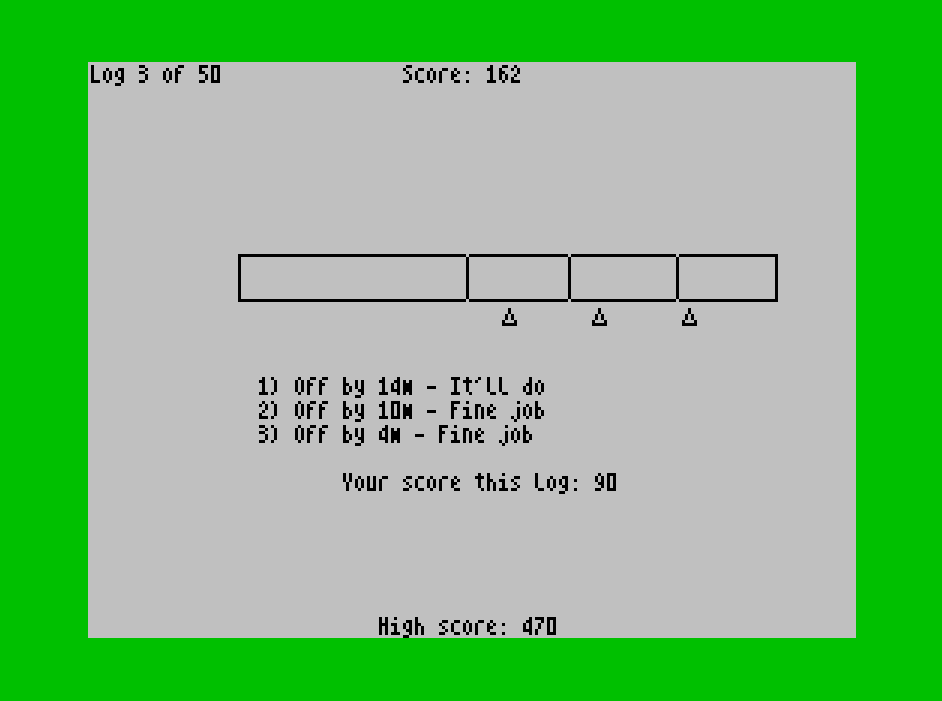 Log 3 of 50 Score: 162
1) Off by 14m - It'll do
2) Off by 10m - Fine job
3) Off by 4m - Fine job
Your score this log: 90
High score: 470